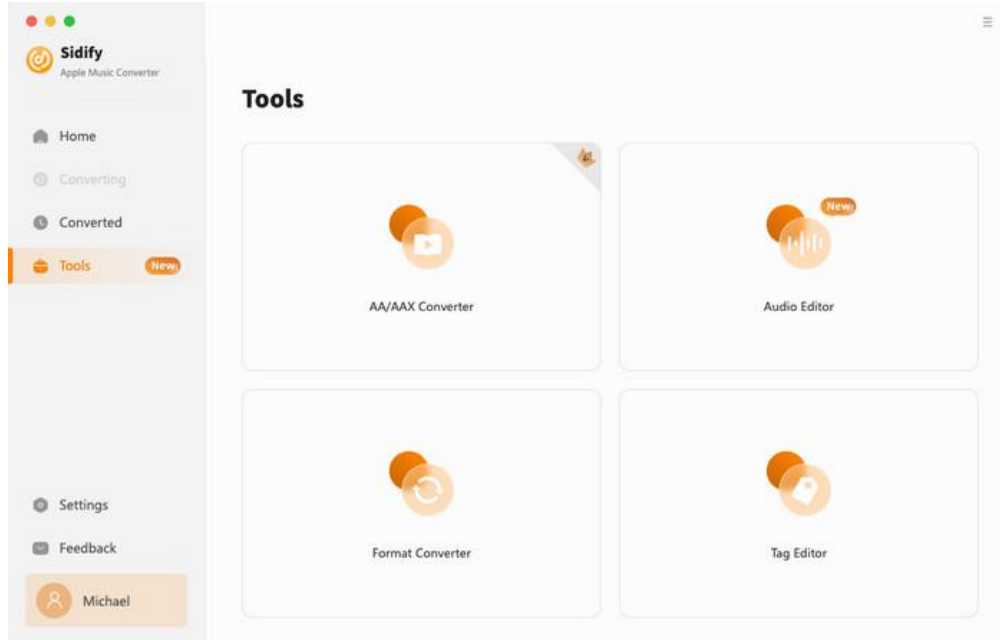 Sidify
Apple Music Converter
Home
Converting
Converted
Tools
New
Settings
Feedback
Michael
Tools
AA/AAX Converter
New
Audio Editor
Format Converter
Tag Editor